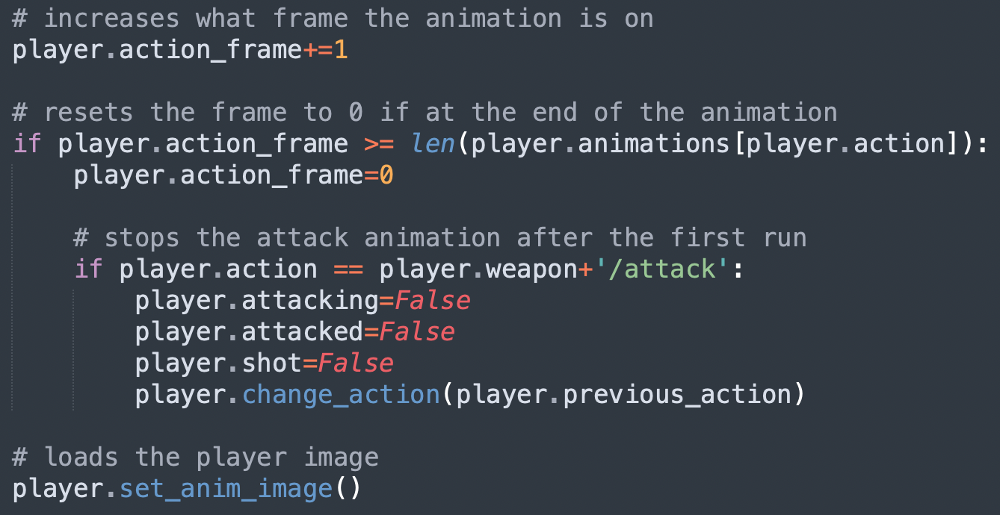 # increases what frame the animation is on
player.action_frame+=1
# resets the frame to 0 if at the end of the animation
if player.action_frame >= len(player.animations[player.action]):
    player.action_frame=0
    # stops the attack animation after the first run
    if player.action == player.weapon+'/attack':
        player.attacking=False
        player.attacked=False
        player.shot=False
        player.change_action(player.previous_action)
# loads the player image
player.set_anim_image()